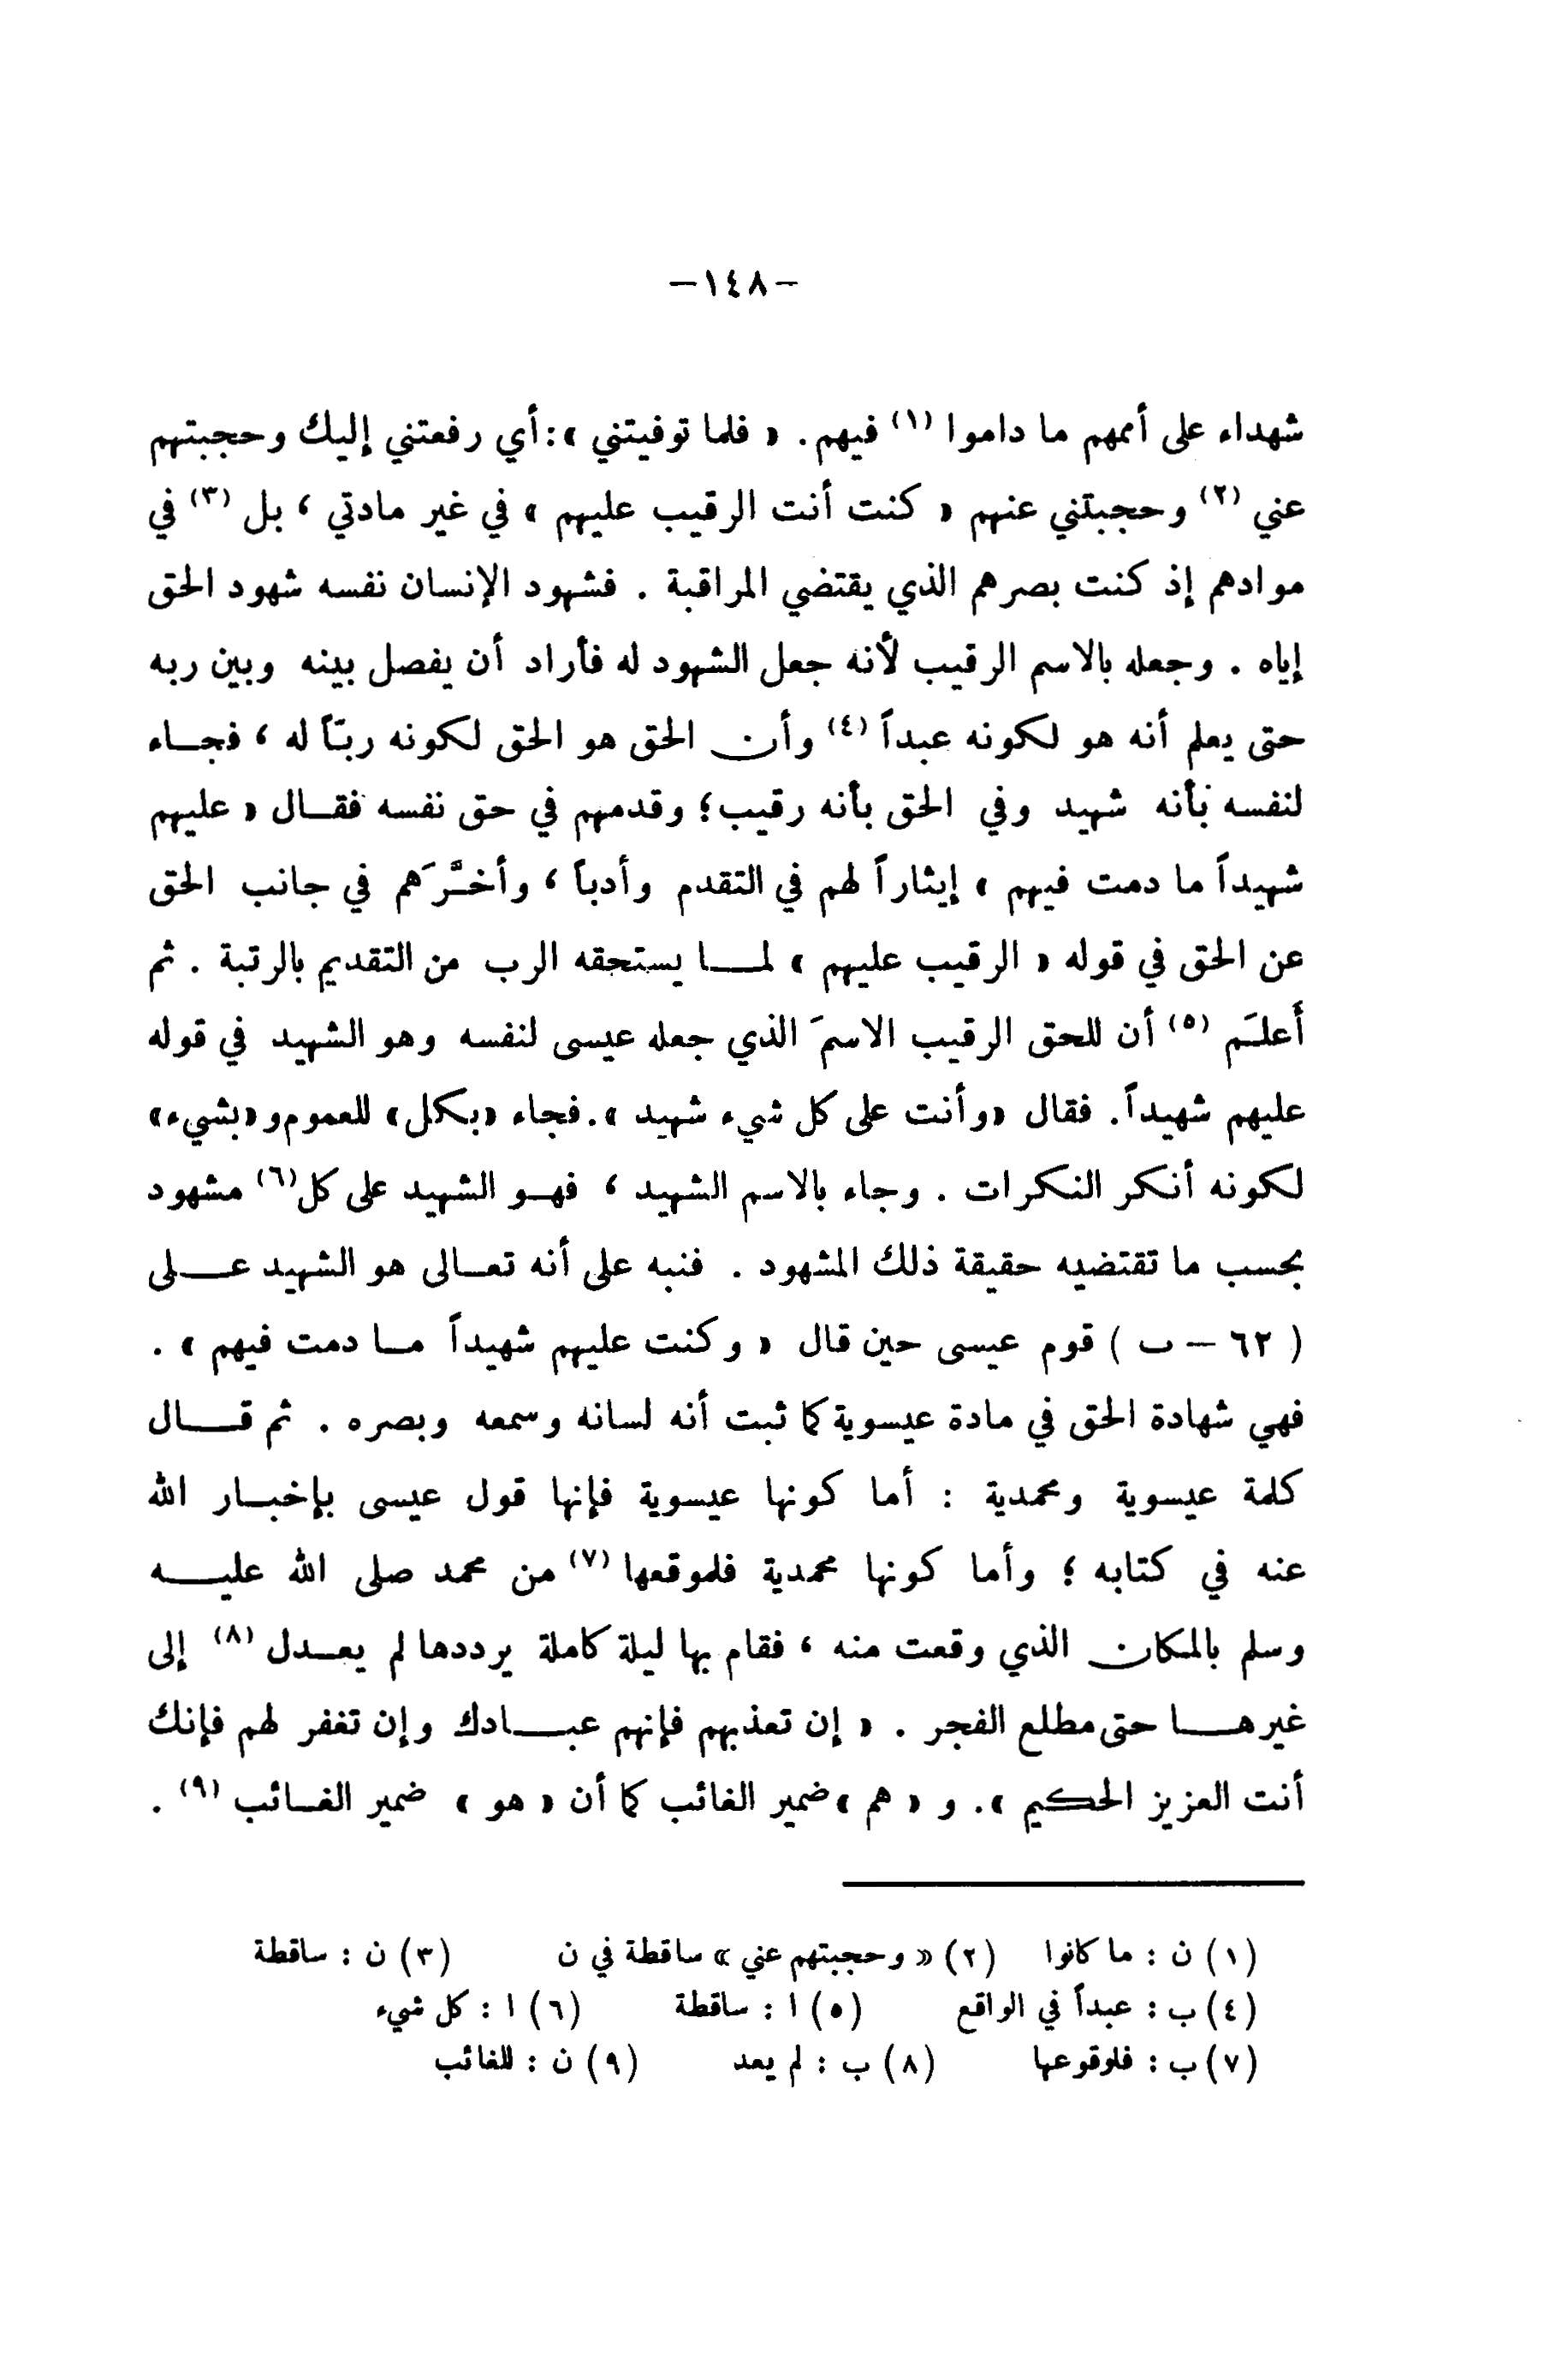 -١٤٨-
شهداء على أممهم ما داموا (١) فيهم. « فلما توفيتني »: أي رفعتني إليك وحجبتهم
عني (٢) وحجبتني عنهم « كنت أنت الرقيب عليهم » في غير مادتي ، بل (٣) في
موادهم إذ كنت بصرهم الذي يقتضي المراقبة . فشهود الإنسان نفسه شهود الحق
إياه . وجعله بالاسم الرقيب لأنه جعل الشهود له فأراد أن يفصل بينه وبين ربه
حتى يعلم أنه هو لكونه عبداً (٤) وأن الحق هو الحق لكونه ربّاً له ، فجاء
لنفسه بأنه شهيد وفي الحق بأنه رقيب؛ وقدمهم في حق نفسه فقال « عليهم
شهيداً ما دمت فيهم » إيثاراً لهم في التقدم وأدباً ، وأخَّرَهم في جانب الحق
عن الحق في قوله « الرقيب عليهم » لما يستحقه الرب من التقديم بالرتبة . ثم
أَعلَم (٥) أن للحق الرقيب الاسمَ الذي جعله عيسى لنفسه وهو الشهيد في قوله
عليهم شهيداً. فقال «وأنت على كل شيء شهيد ».فجاء «بكل» للعموم و«بشيء»
لكونه أنكر النكرات . وجاء بالاسم الشهيد ، فهو الشهيد على كل (٦) مشهود
بحسب ما تقتضيه حقيقة ذلك المشهود . فنبه على أنه تعالى هو الشهيد على
( ٦٢ – ب ) قوم عيسى حين قال « وكنت عليهم شهيداً ما دمت فيهم » .
فهي شهادة الحق في مادة عيسوية كما ثبت أنه لسانه وسمعه وبصره . ثم قال
كلمة عيسوية ومحمدية : أما كونها عيسوية فإنها قول عيسى بإخبار الله
عنه في كتابه ؛ وأما كونها محمدية فلموقعها (٧) من محمد صلى الله عليه
وسلم بالمكان الذي وقعت منه ، فقام بها ليلة كاملة يرددها لم يعدل (٨) إلى
غيرها حتى مطلع الفجر . « إن تعذبهم فإنهم عبادك وإن تغفر لهم فإنك
أنت العزيز الحكيم ». و « هم » ضمير الغائب كما أن « هو » ضمير الغائب (٩) .
(١) ن : ما كانوا (٢) « وحجبتهم عني » ساقطة في ن (٣) ن : ساقطة
(٤) ب : عبداً في الواقع (٥) ا : ساقطة (٦) ا : كل شيء
(٧) ب : فلوقوعها (٨) ب : لم يعد (٩) ن : للغائب